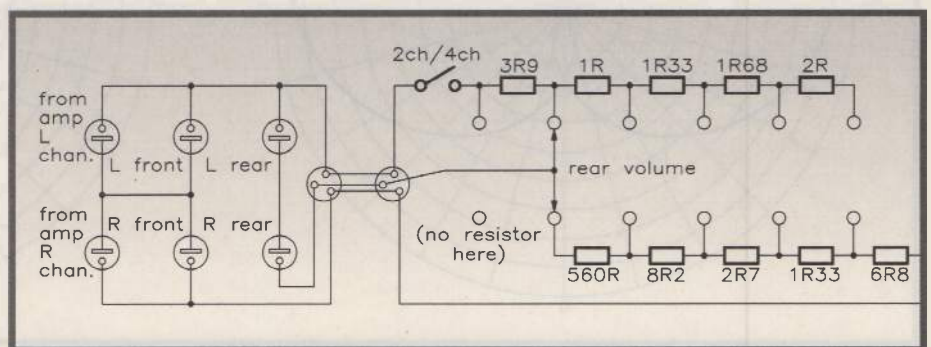 2ch/4ch
3R9 1R 1R33 1R68 2R
from
amp
L
chan.
L front L rear
rear volume
from
amp
R
chan.
R front R rear
(no resistor
here)
560R 8R2 2R7 1R33 6R8